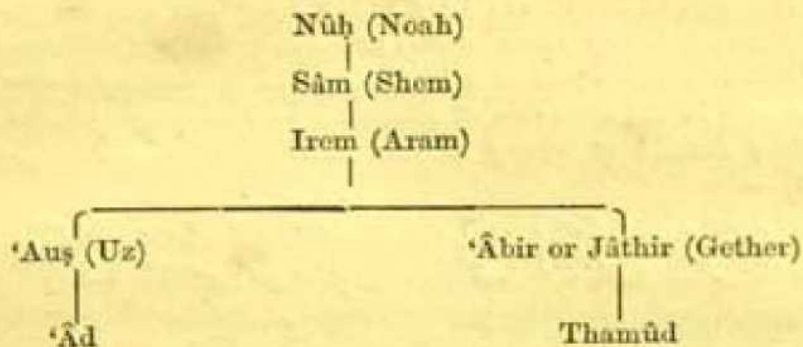 Nûḥ (Noah)
Sâm (Shem)
Irem (Aram)
‘Auṣ (Uz) ‘Âbir or Jâthir (Gether)
‘Âd Thamûd